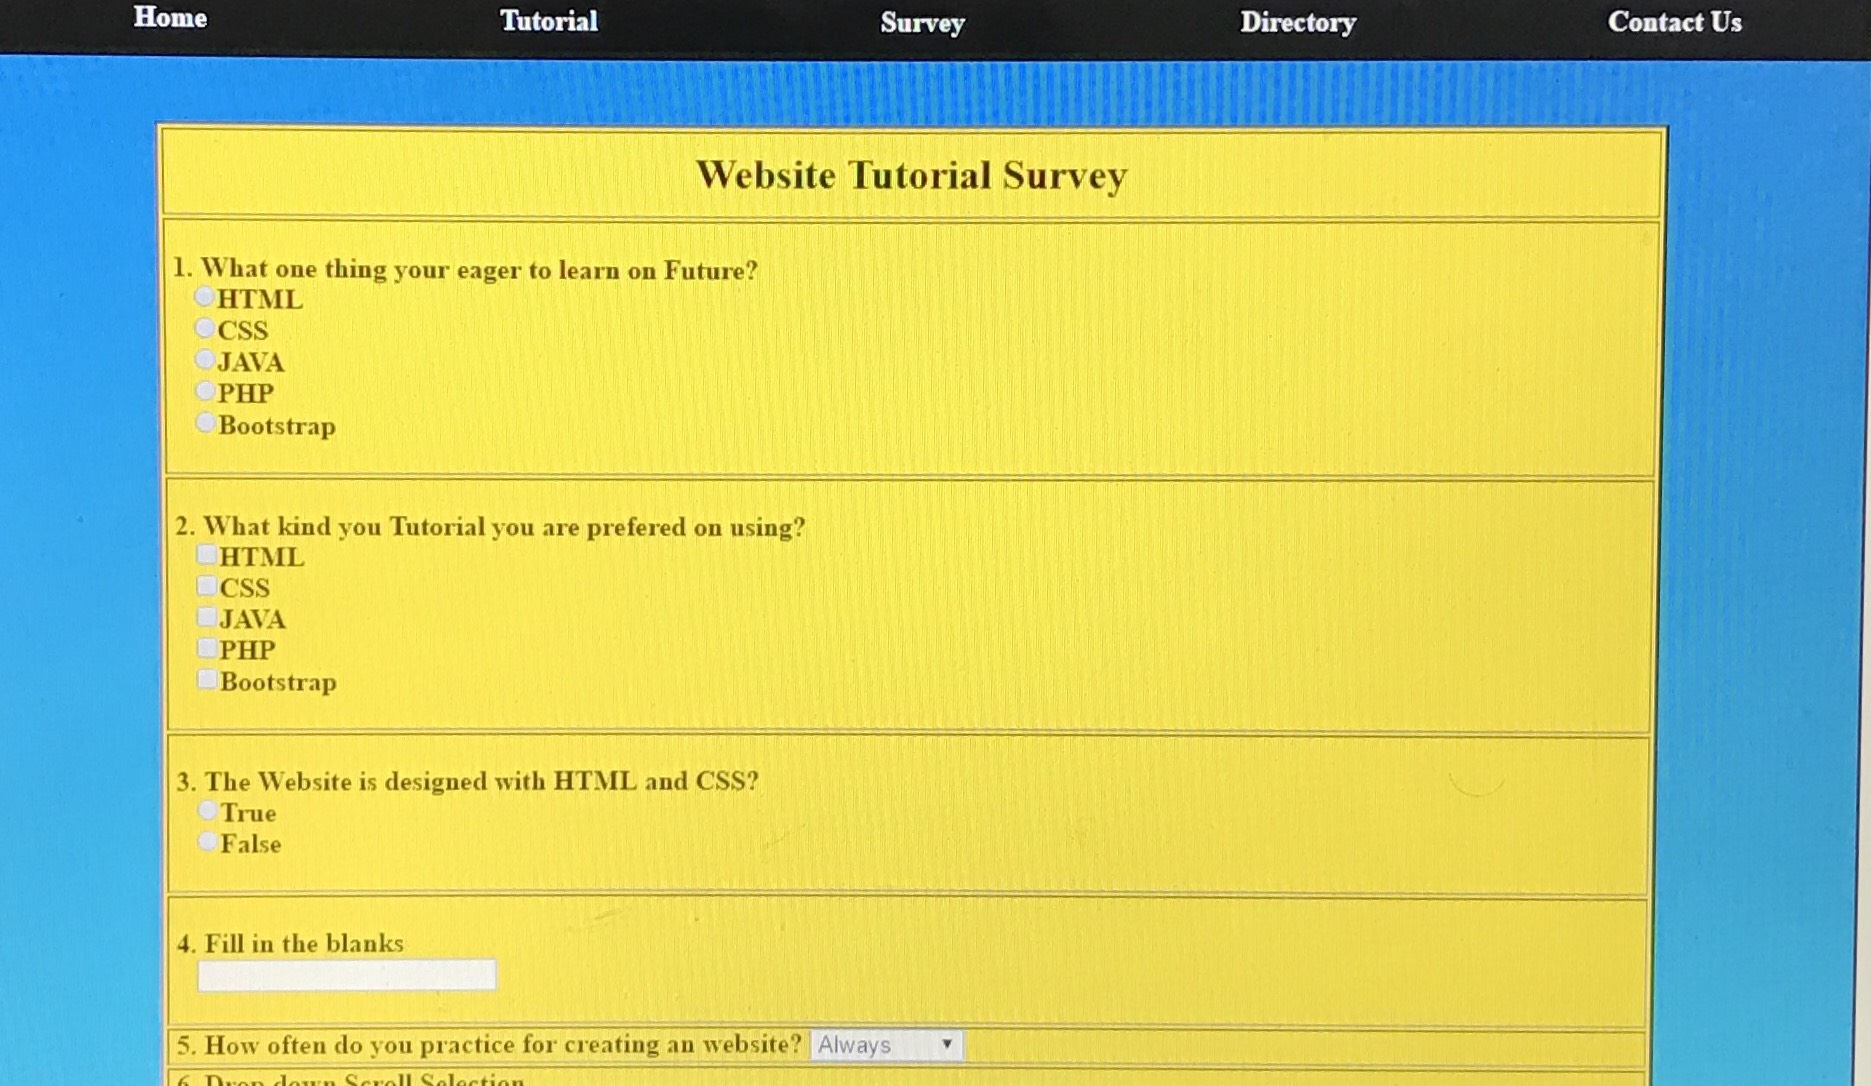 Home Tutorial Survey Directory Contact Us
Website Tutorial Survey
1. What one thing your eager to learn on Future?
HTML
CSS
JAVA
PHP
Bootstrap
2. What kind you Tutorial you are prefered on using?
HTML
CSS
JAVA
PHP
Bootstrap
3. The Website is designed with HTML and CSS?
True
False
4. Fill in the blanks
5. How often do you practice for creating an website? Always
6. Drop down Scroll Selection